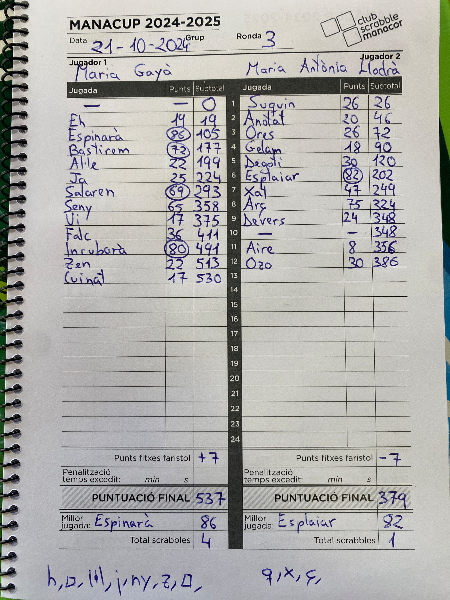 MANACUP 2024-2025
Data 21-10-2024 Grup Ronda 3
club scrabble manacor
Jugador 1 Jugador 2
Maria Gayà Maria Antònia Llodrà
Jugada Punts Subtotal Jugada Punts Subtotal
— — 0 1 Suquin 26 26
Eh 19 19 2 Anotat 20 46
Espinarà 86 105 3 Ores 26 72
Bastirem 72 177 4 Gelam 18 90
Al·le 22 199 5 Degoti 30 120
Ja 25 224 6 Esplaiar 82 202
Salaren 69 293 7 Xal 47 249
Seny 65 358 8 Arç 75 324
Vi 17 375 9 Devers 24 348
Falc 36 411 10 — — 348
Incubarà 80 491 11 Aire 8 356
Zen 22 513 12 Ozo 30 386
Cuinat 17 530 13
14
15
16
17
18
19
20
21
22
23
24
Punts fitxes faristol +7 Punts fitxes faristol -7
Penalització temps excedit: min s Penalització temps excedit: min s
PUNTUACIÓ FINAL 537 PUNTUACIÓ FINAL 379
Millor jugada: Espinarà 86 Millor jugada: Esplaiar 82
Total scrabbles 4 Total scrabbles 1